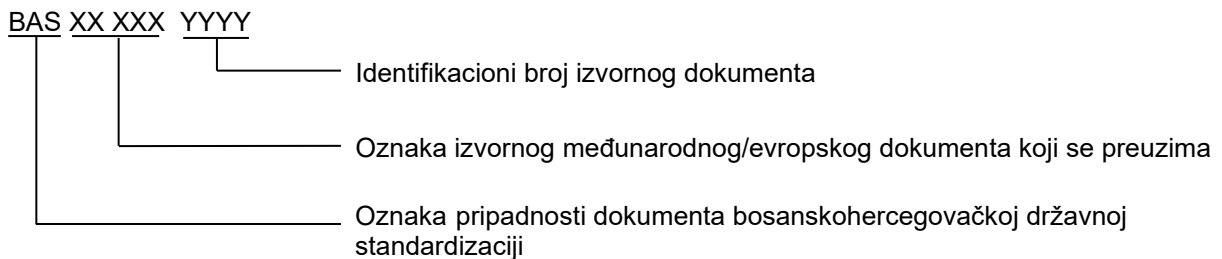 BAS XX XXX YYYY
Identifikacioni broj izvornog dokumenta
Oznaka izvornog međunarodnog/evropskog dokumenta koji se preuzima
Oznaka pripadnosti dokumenta bosanskohercegovačkoj državnoj
standardizaciji